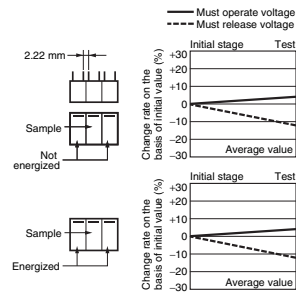 Must operate voltage
Must release voltage
2.22 mm
Sample
Not
energized
Initial stage
Test
Change rate on the
basis of initial value (%)
+30
+20
+10
0
−10
−20
−30
Average value
Sample
Energized
Initial stage
Test
Change rate on the
basis of initial value (%)
+30
+20
+10
0
−10
−20
−30
Average value